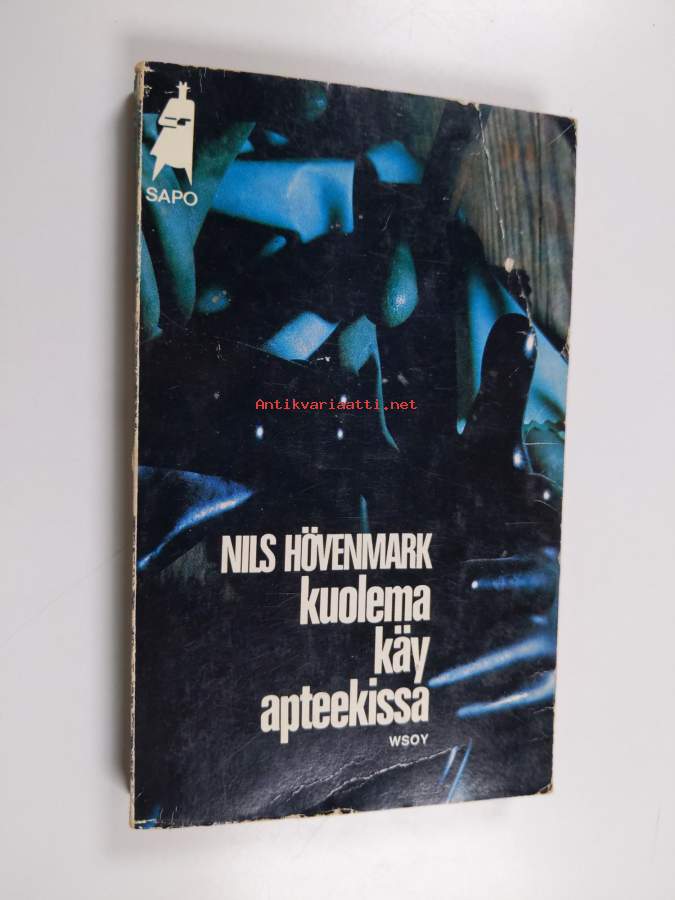 SAPO
Antikvariaatti.net
NILS HÖVENMARK
kuolema
käy
apteekissa
WSOY